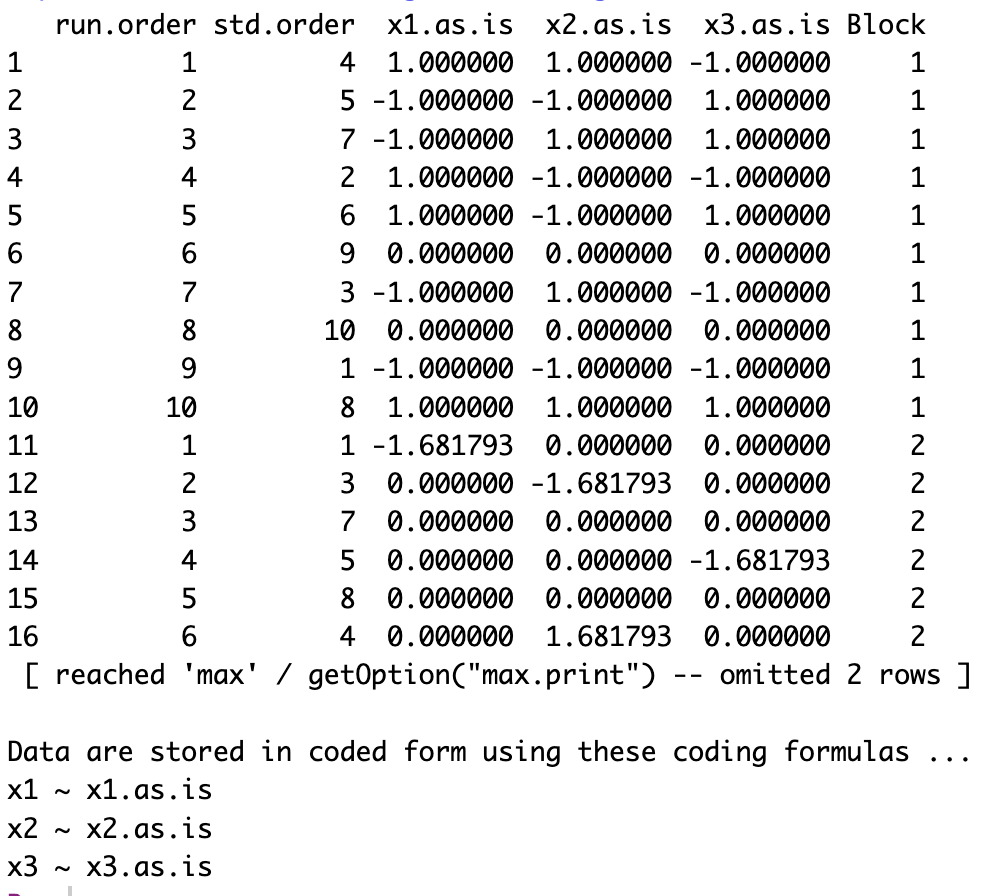 run.order std.order x1.as.is x2.as.is x3.as.is Block
1 1 4 1.000000 1.000000 -1.000000 1
2 2 5 -1.000000 -1.000000 1.000000 1
3 3 7 -1.000000 1.000000 1.000000 1
4 4 2 1.000000 -1.000000 -1.000000 1
5 5 6 1.000000 -1.000000 1.000000 1
6 6 9 0.000000 0.000000 0.000000 1
7 7 3 -1.000000 1.000000 -1.000000 1
8 8 10 0.000000 0.000000 0.000000 1
9 9 1 -1.000000 -1.000000 -1.000000 1
10 10 8 1.000000 1.000000 1.000000 1
11 1 1 -1.681793 0.000000 0.000000 2
12 2 3 0.000000 -1.681793 0.000000 2
13 3 7 0.000000 0.000000 0.000000 2
14 4 5 0.000000 0.000000 -1.681793 2
15 5 8 0.000000 0.000000 0.000000 2
16 6 4 0.000000 1.681793 0.000000 2
[ reached 'max' / getOption("max.print") -- omitted 2 rows ]
Data are stored in coded form using these coding formulas ...
x1 ~ x1.as.is
x2 ~ x2.as.is
x3 ~ x3.as.is